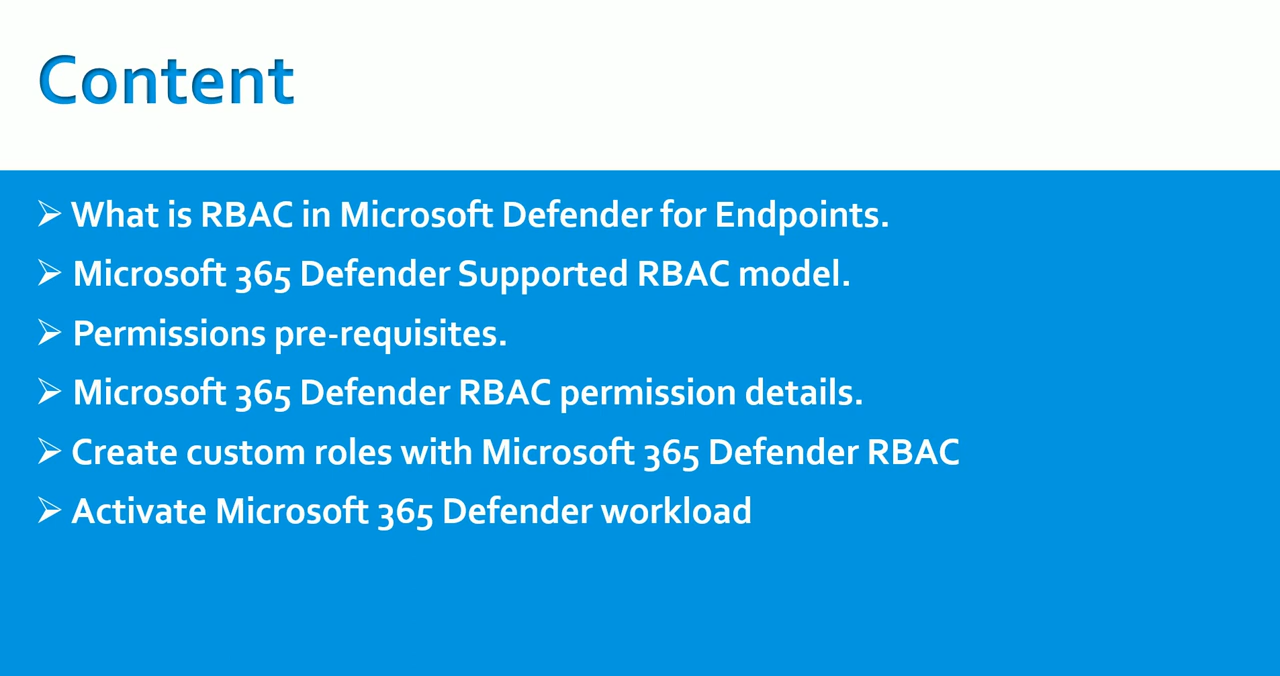 Content
➢ What is RBAC in Microsoft Defender for Endpoints.
➢ Microsoft 365 Defender Supported RBAC model.
➢ Permissions pre-requisites.
➢ Microsoft 365 Defender RBAC permission details.
➢ Create custom roles with Microsoft 365 Defender RBAC
➢ Activate Microsoft 365 Defender workload